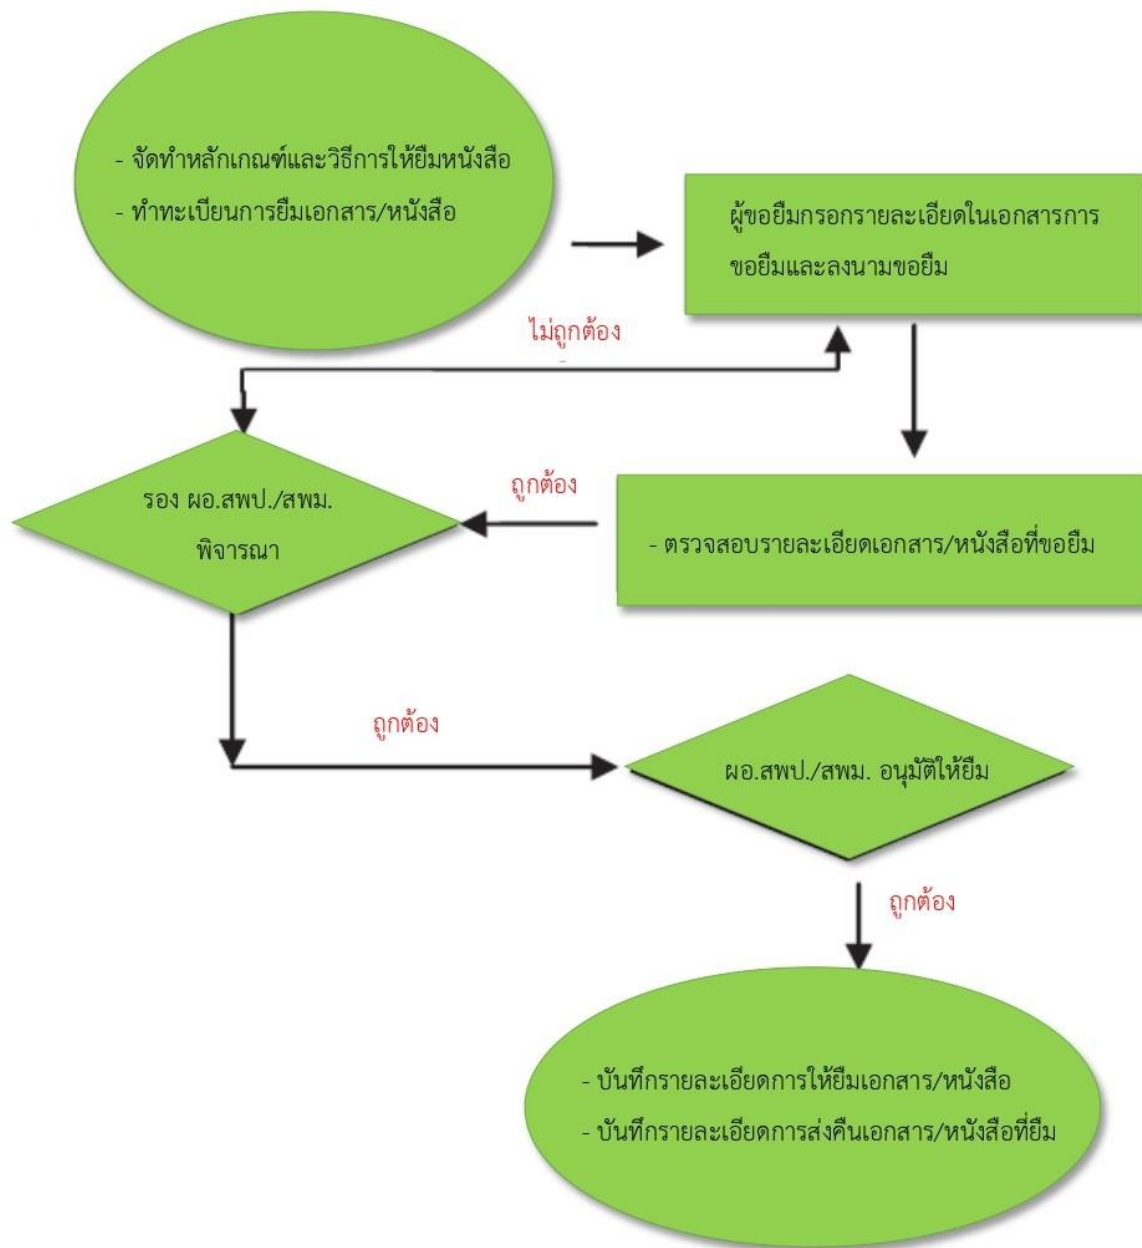 - จัดทำหลักเกณฑ์และวิธีการให้ยืมหนังสือ
- ทำทะเบียนการยืมเอกสาร/หนังสือ
ผู้ขอยืมกรอกรายละเอียดในเอกสารการ
ขอยืมและลงนามขอยืม
ไม่ถูกต้อง
รอง ผอ.สพป./สพม.
พิจารณา
ถูกต้อง
- ตรวจสอบรายละเอียดเอกสาร/หนังสือที่ขอยืม
ถูกต้อง
ผอ.สพป./สพม. อนุมัติให้ยืม
ถูกต้อง
- บันทึกรายละเอียดการให้ยืมเอกสาร/หนังสือ
- บันทึกรายละเอียดการส่งคืนเอกสาร/หนังสือที่ยืม